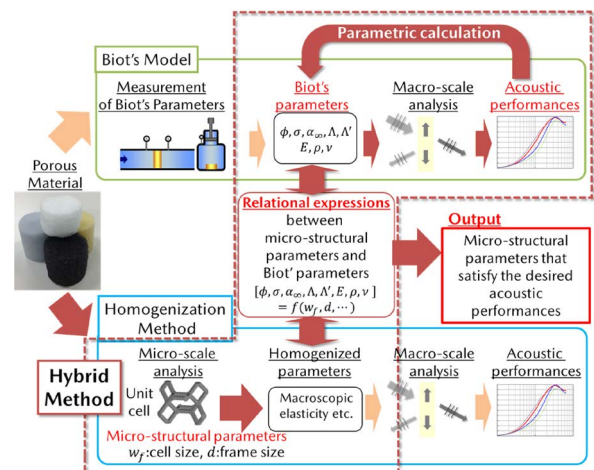 Parametric calculation
Biot's Model
Measurement
of Biot's Parameters
Biot's
parameters
Macro-scale
analysis
Acoustic
performances
ϕ, σ, α∞, Λ, Λ′
E, ρ, ν
Porous
Material
Relational expressions
between
micro-structural
parameters and
Biot' parameters
[ϕ, σ, α∞, Λ, Λ′, E, ρ, ν ]
= f(wf, d, ⋯)
Output
Micro-structural
parameters that
satisfy the desired
acoustic
performances
Homogenization
Method
Hybrid
Method
Micro-scale
analysis
Unit
cell
Homogenized
parameters
Macroscopic
elasticity etc.
Macro-scale
analysis
Acoustic
performances
Micro-structural parameters
wf:cell size, d:frame size